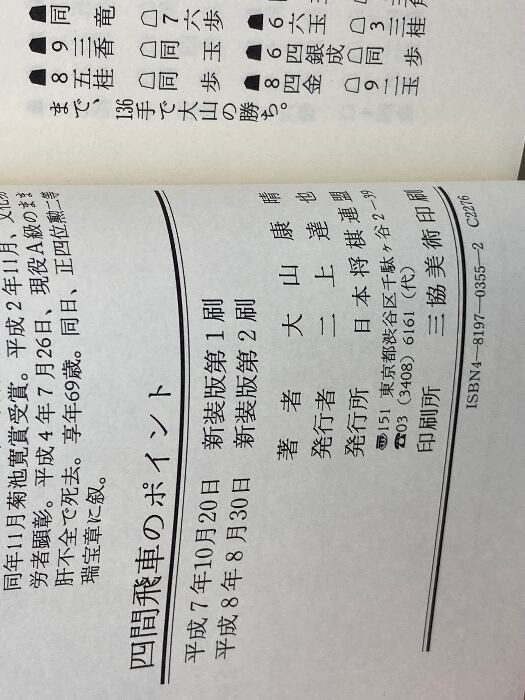 同　竜
☗９三香
☗８五桂
☖７六歩
☖同　玉
☖同　歩
☗６六玉
☗６四銀成
☗８四金
☖３三桂
☖同　歩
☖９二玉
まで、136手で大山の勝ち。
同年11月菊池寛賞受賞。平成２年11月、文化功
労者顕彰。平成４年７月26日、現役Ａ級のまま
肝不全で死去。享年69歳。同日、正四位勲二等
瑞宝章に叙。
四間飛車のポイント
平成７年10月20日　新装版第１刷
平成８年８月30日　新装版第２刷
著者　大山康晴
発行者　二上達也
発行所　日本将棋連盟
〠151 東京都渋谷区千駄ヶ谷２―39
☎03（3408）6161（代）
印刷所　三協美術印刷
ISBN4―8197―0355―2　C2276